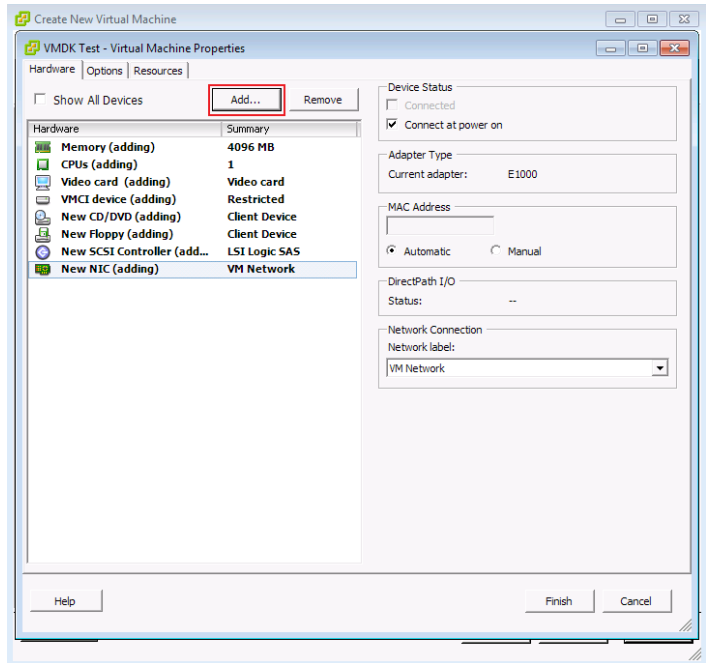 Create New Virtual Machine
VMDK Test - Virtual Machine Properties
Hardware Options Resources
Show All Devices Add... Remove
Hardware Summary
Memory (adding) 4096 MB
CPUs (adding) 1
Video card (adding) Video card
VMCI device (adding) Restricted
New CD/DVD (adding) Client Device
New Floppy (adding) Client Device
New SCSI Controller (add... LSI Logic SAS
New NIC (adding) VM Network
Device Status
Connected
Connect at power on
Adapter Type
Current adapter: E1000
MAC Address
Automatic Manual
DirectPath I/O
Status: --
Network Connection
Network label:
VM Network
Help Finish Cancel